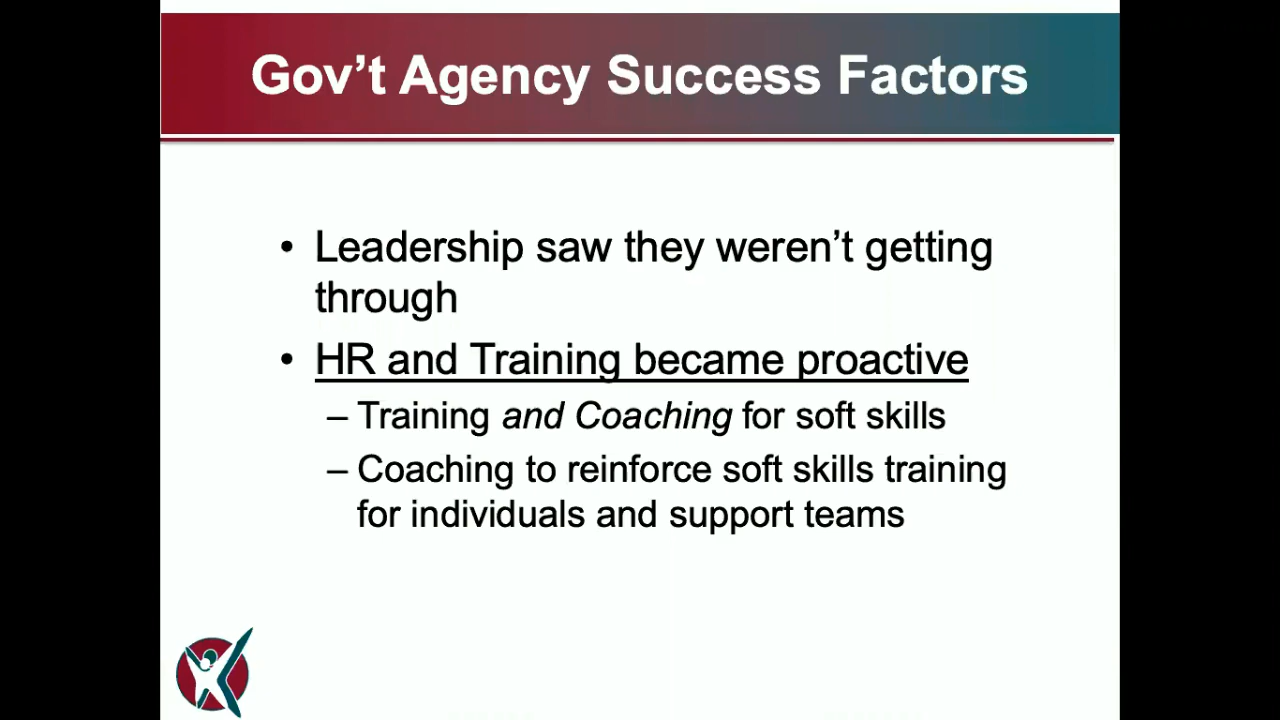 Gov’t Agency Success Factors
• Leadership saw they weren’t getting
through
• HR and Training became proactive
– Training and Coaching for soft skills
– Coaching to reinforce soft skills training
for individuals and support teams